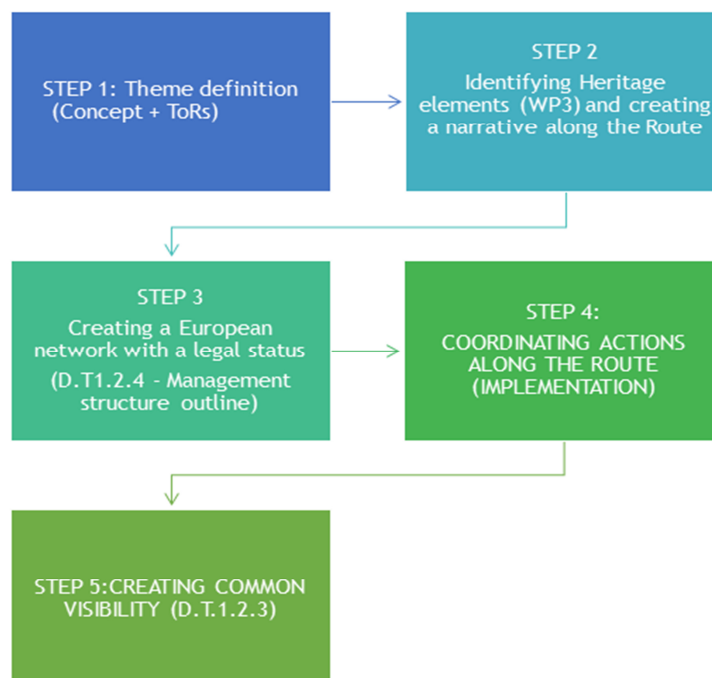 STEP 1: Theme definition
(Concept + ToRs)
STEP 2
Identifying Heritage
elements (WP3) and creating
a narrative along the Route
STEP 3
Creating a European
network with a legal status
(D.T1.2.4 - Management
structure outline)
STEP 4:
COORDINATING ACTIONS
ALONG THE ROUTE
(IMPLEMENTATION)
STEP 5:CREATING COMMON
VISIBILITY (D.T.1.2.3)